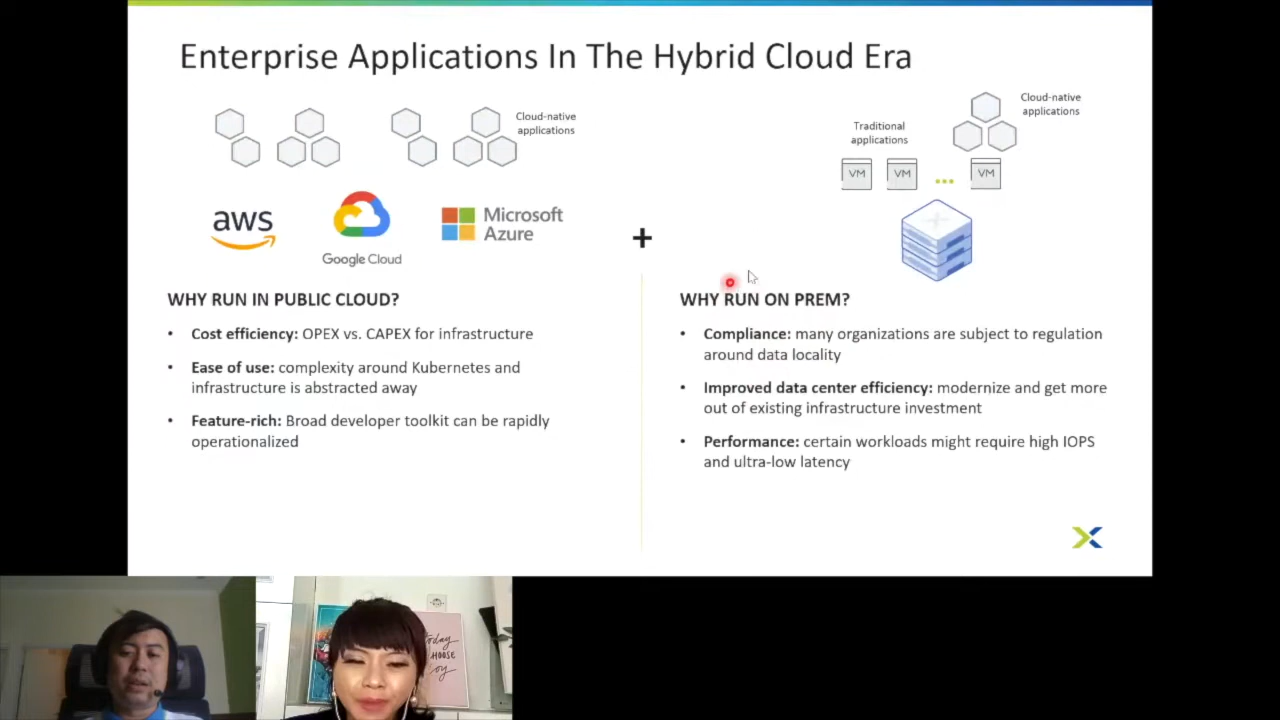 Enterprise Applications In The Hybrid Cloud Era
Cloud-native
applications
Traditional
applications
Cloud-native
applications
VM
VM
VM
aws
Google Cloud
Microsoft
Azure
+
WHY RUN IN PUBLIC CLOUD?
• Cost efficiency: OPEX vs. CAPEX for infrastructure
• Ease of use: complexity around Kubernetes and
infrastructure is abstracted away
• Feature-rich: Broad developer toolkit can be rapidly
operationalized
WHY RUN ON PREM?
• Compliance: many organizations are subject to regulation
around data locality
• Improved data center efficiency: modernize and get more
out of existing infrastructure investment
• Performance: certain workloads might require high IOPS
and ultra-low latency
today